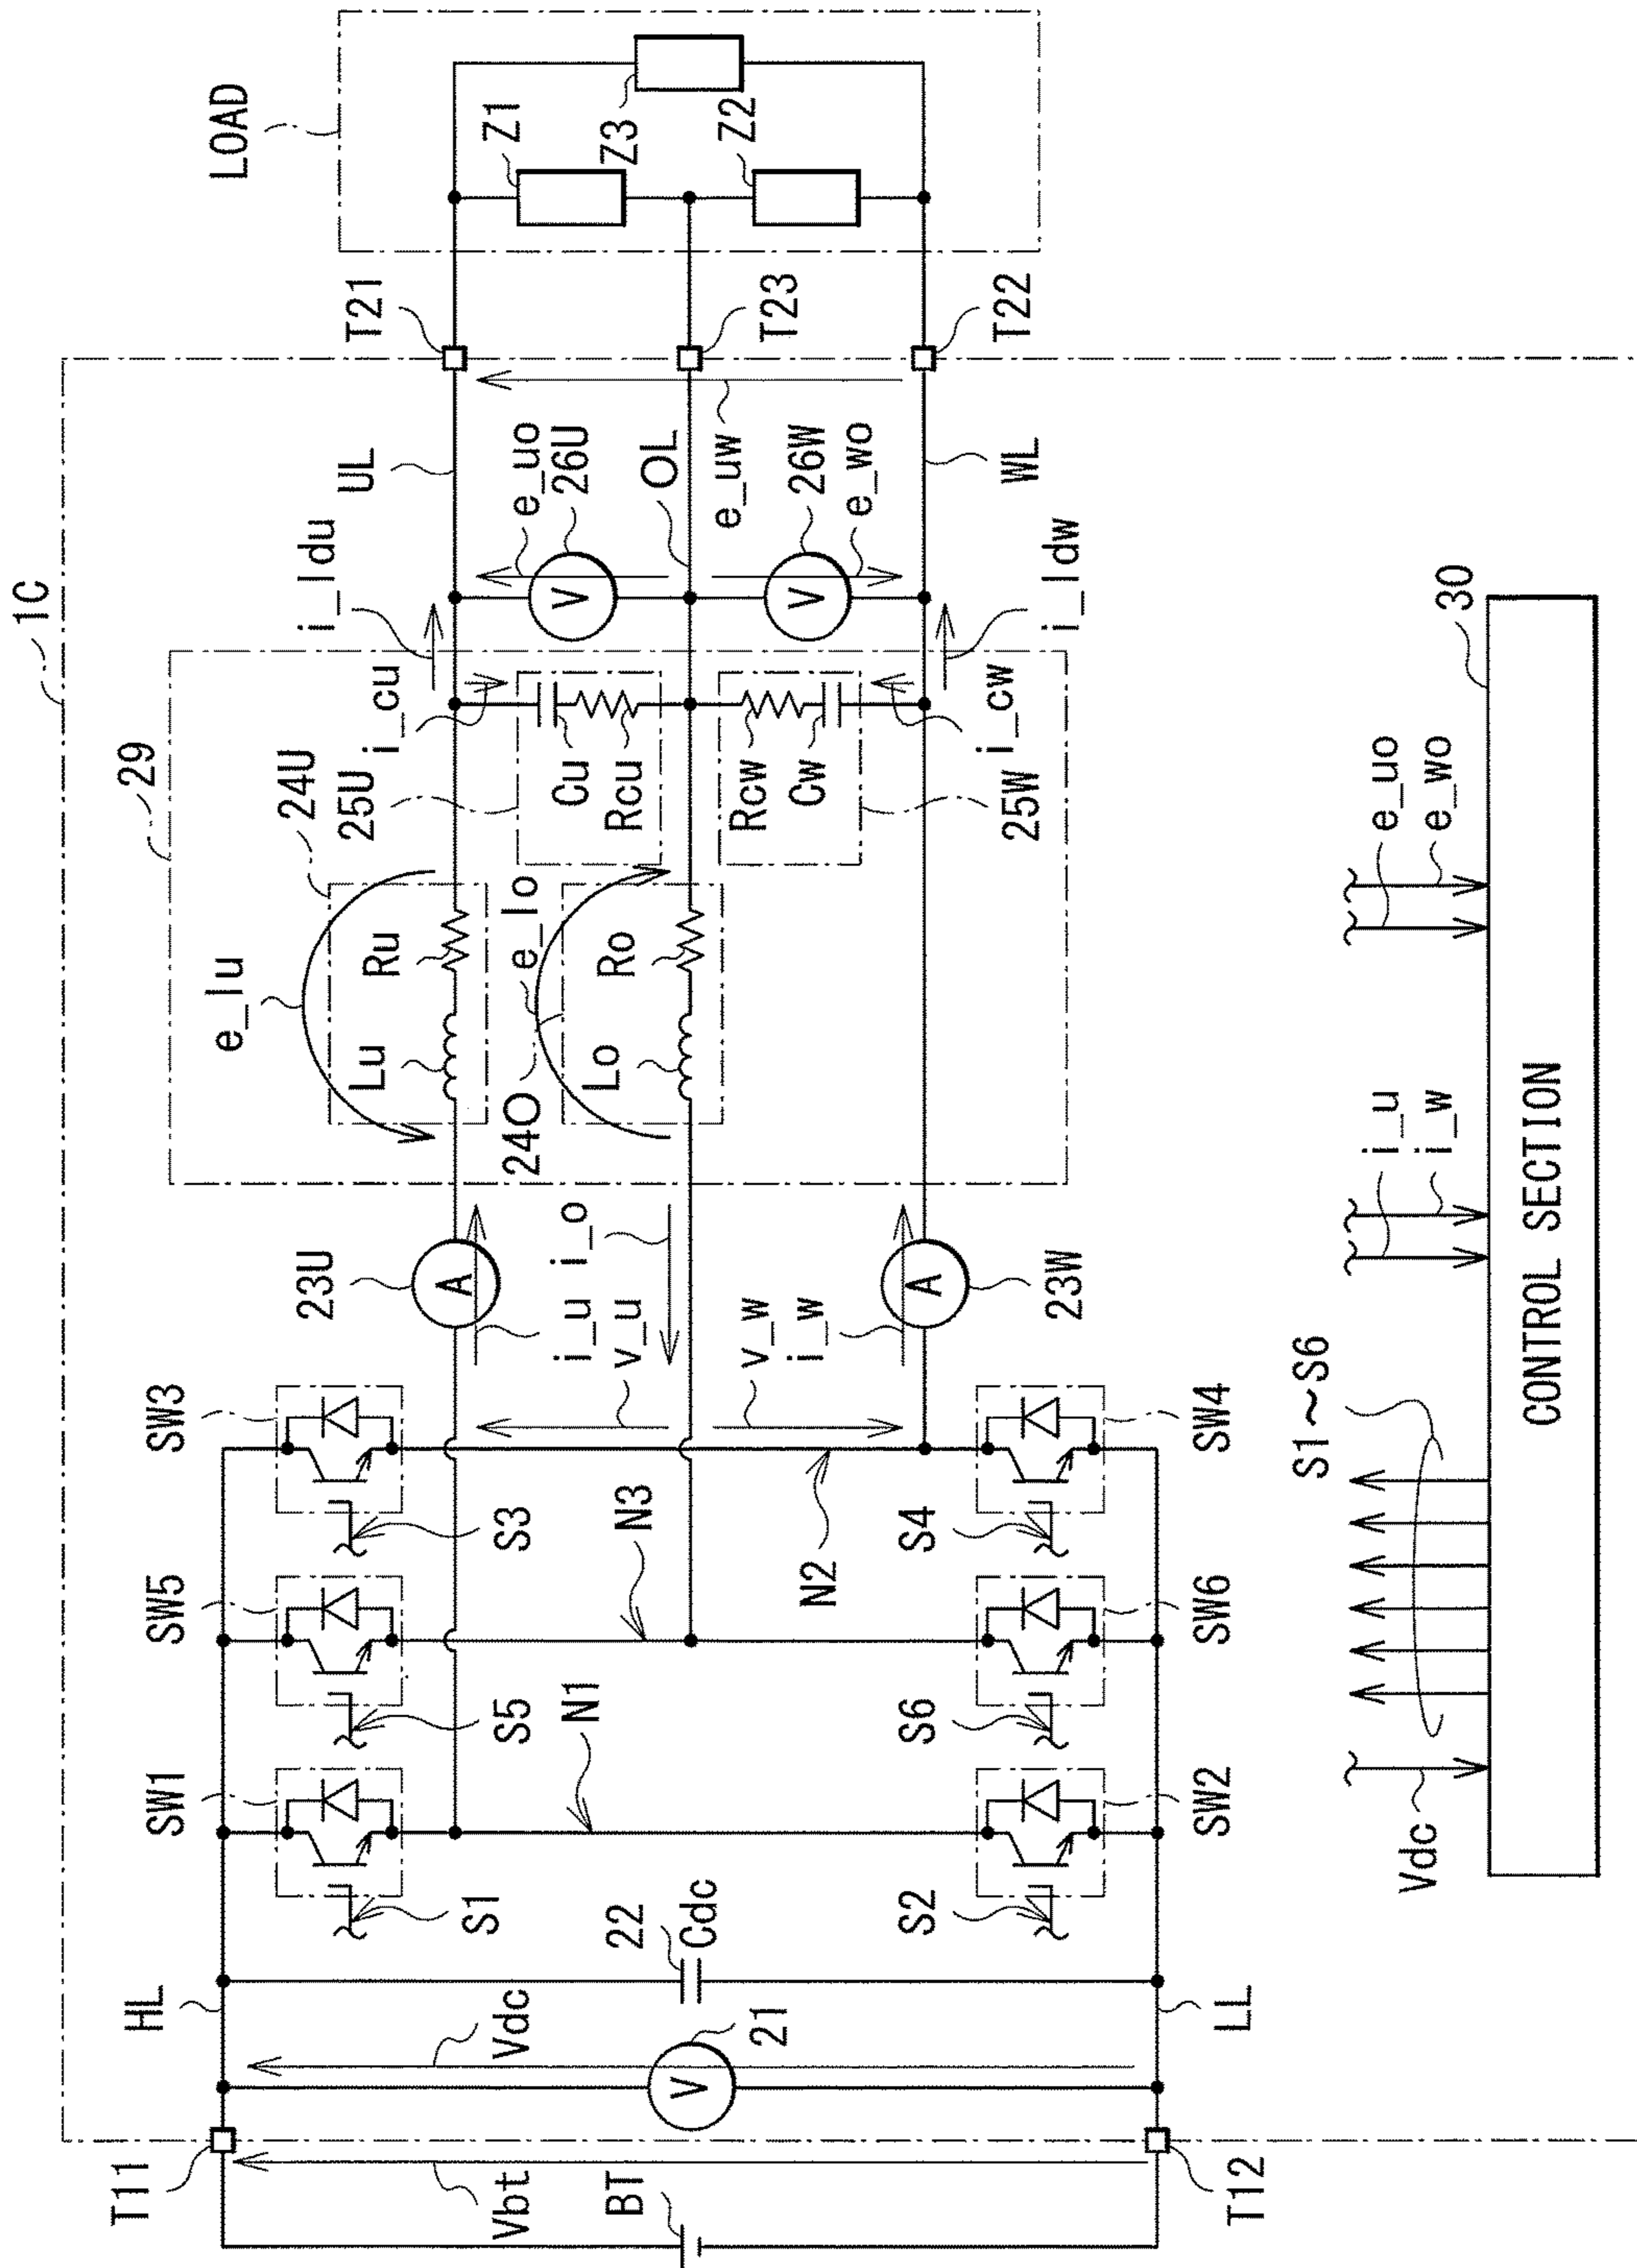 1C
LOAD
29
Z1
Z3
Z2
T21
T23
T22
UL
OL
WL
e_uo
26U
e_uw
26W
e_wo
i_ldu
i_ldw
i_cu
i_cw
24U
25U
25W
Cu
Rcu
Rcw
Cw
e_lu
Lu
Ru
e_lo
24O
Lo
Ro
V
V
23U
A
23W
A
i_u
i_o
v_u
v_w
i_w
SW3
SW5
SW1
S3
S5
S1
N3
N1
N2
SW4
SW6
SW2
S4
S6
S2
22
Cdc
HL
LL
Vdc
21
V
T11
T12
Vbt
BT
30
CONTROL SECTION
Vdc
S1~S6
i_u
i_w
e_uo
e_wo